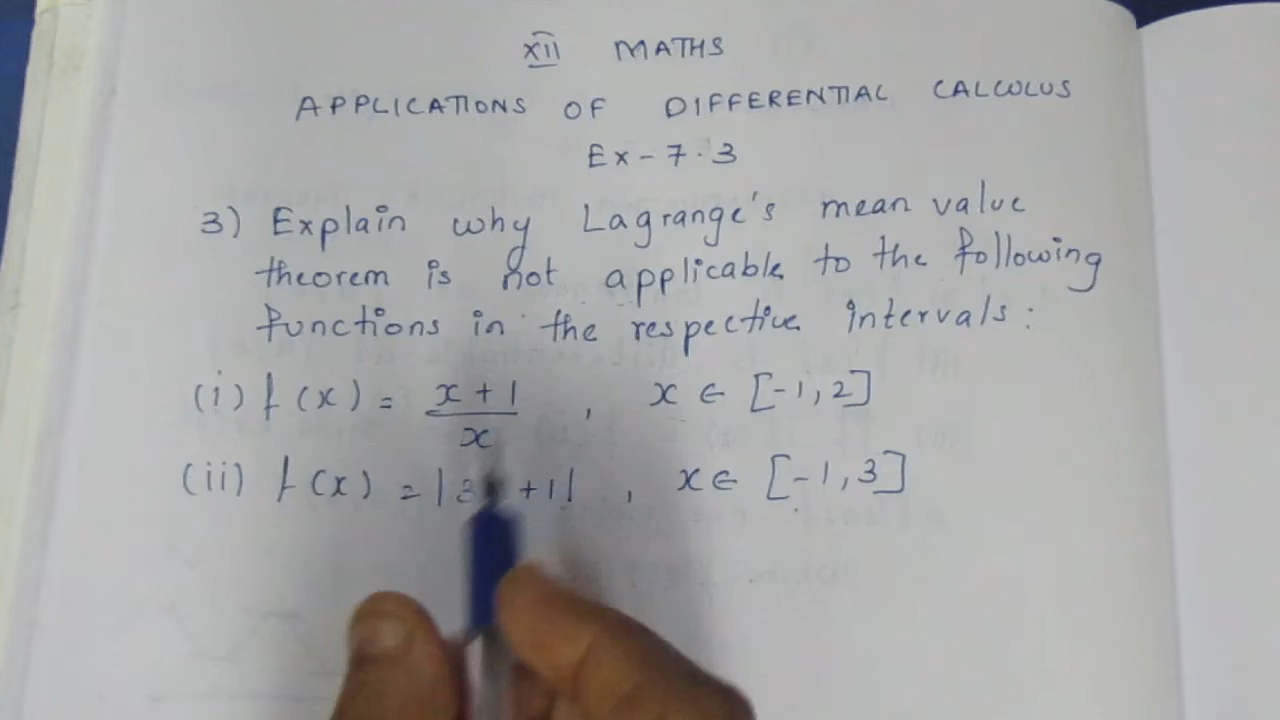 XII MATHS
APPLICATIONS OF DIFFERENTIAL CALCULUS
Ex-7.3
3) Explain why Lagrange's mean value
theorem is not applicable to the following
functions in the respective intervals:
(i) f(x) = x+1/x , x ∈ [-1,2]
(ii) f(x) = |3 +1| , x ∈ [-1,3]